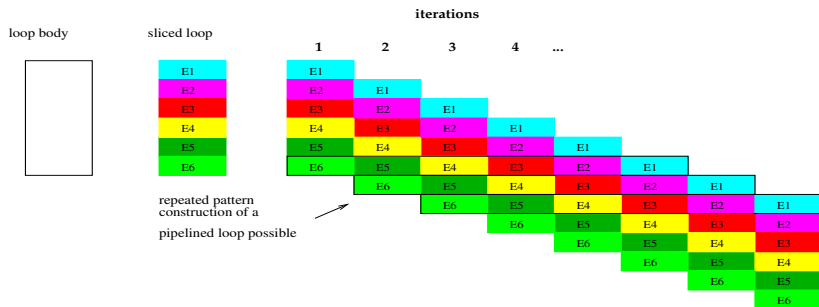 iterations
loop body sliced loop
1 2 3 4 ...
E1 E1
E2 E2 E1
E3 E3 E2 E1
E4 E4 E3 E2 E1
E5 E5 E4 E3 E2 E1
E6 E6 E5 E4 E3 E2 E1
E6 E5 E4 E3 E2 E1
E6 E5 E4 E3 E2 E1
E6 E5 E4 E3 E2
E6 E5 E4 E3
E6 E5 E4
E6 E5
E6
repeated pattern
construction of a
pipelined loop possible